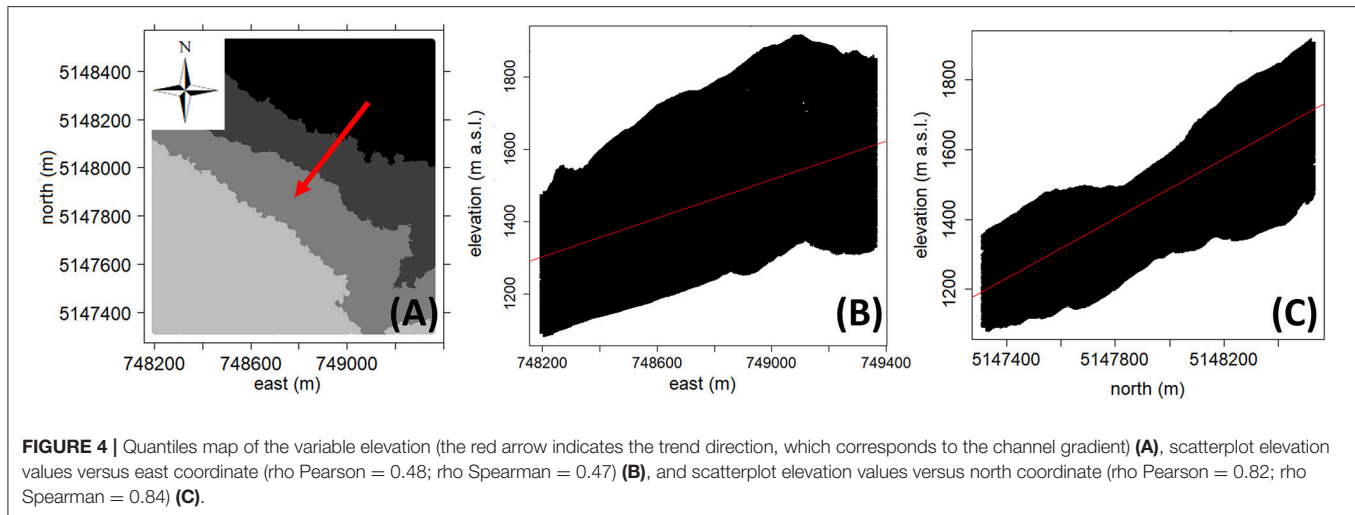 N
5148400
5148200
5148000
5147800
5147600
5147400
north (m)
748200 748600 749000
east (m)
(A)
1800
1600
1400
1200
elevation (m a.s.l.)
748200 748600 749000 749400
east (m)
(B)
1800
1600
1400
1200
elevation (m a.s.l.)
5147400 5147800 5148200
north (m)
(C)
FIGURE 4 | Quantiles map of the variable elevation (the red arrow indicates the trend direction, which corresponds to the channel gradient) (A), scatterplot elevation
values versus east coordinate (rho Pearson = 0.48; rho Spearman = 0.47) (B), and scatterplot elevation values versus north coordinate (rho Pearson = 0.82; rho
Spearman = 0.84) (C).